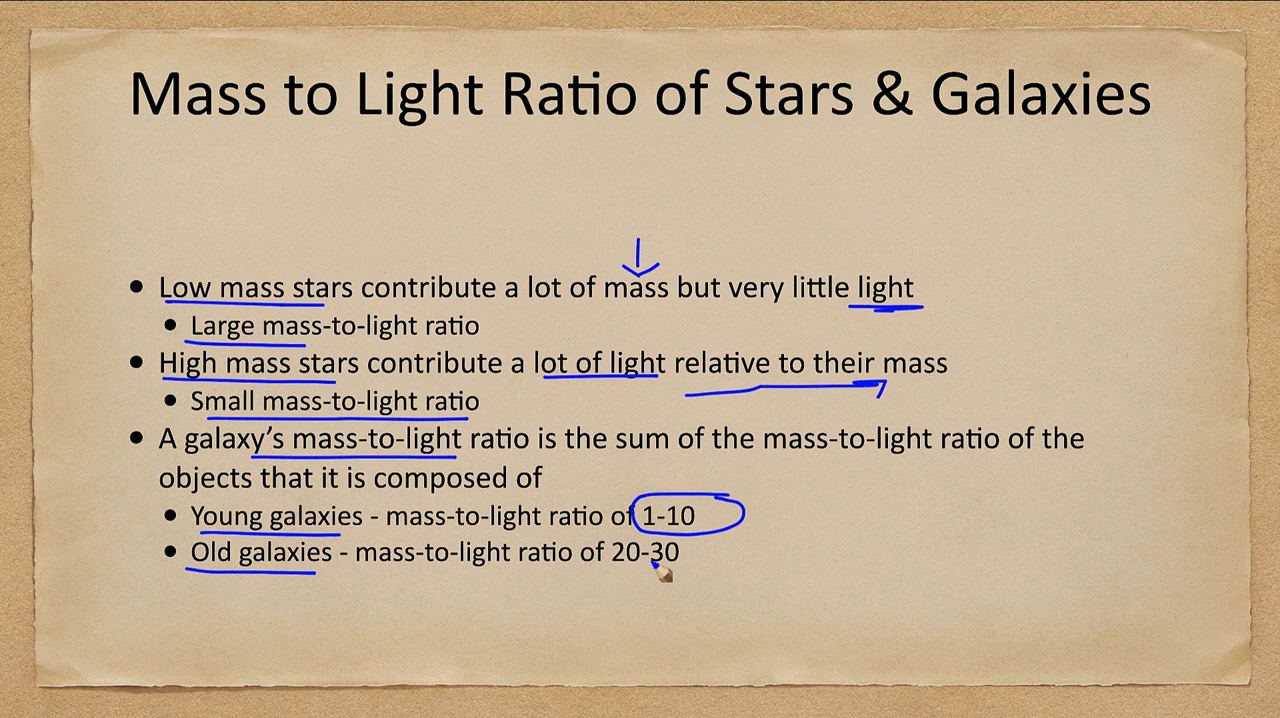 Mass to Light Ratio of Stars & Galaxies
• Low mass stars contribute a lot of mass but very little light
• Large mass-to-light ratio
• High mass stars contribute a lot of light relative to their mass
• Small mass-to-light ratio
• A galaxy's mass-to-light ratio is the sum of the mass-to-light ratio of the
objects that it is composed of
• Young galaxies - mass-to-light ratio of 1-10
• Old galaxies - mass-to-light ratio of 20-30